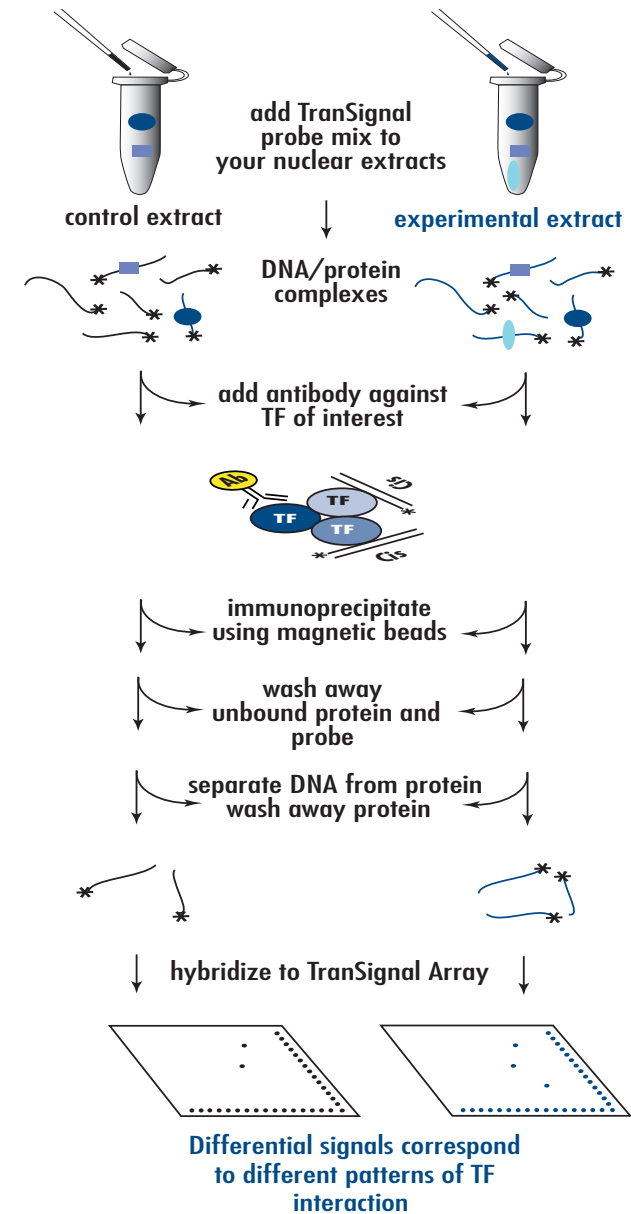 add TranSignal
probe mix to
your nuclear extracts
control extract
experimental extract
DNA/protein
complexes
add antibody against
TF of interest
Ab
TF
TF
TF
Cis
Cis
immunoprecipitate
using magnetic beads
wash away
unbound protein and
probe
separate DNA from protein
wash away protein
hybridize to TranSignal Array
Differential signals correspond
to different patterns of TF
interaction